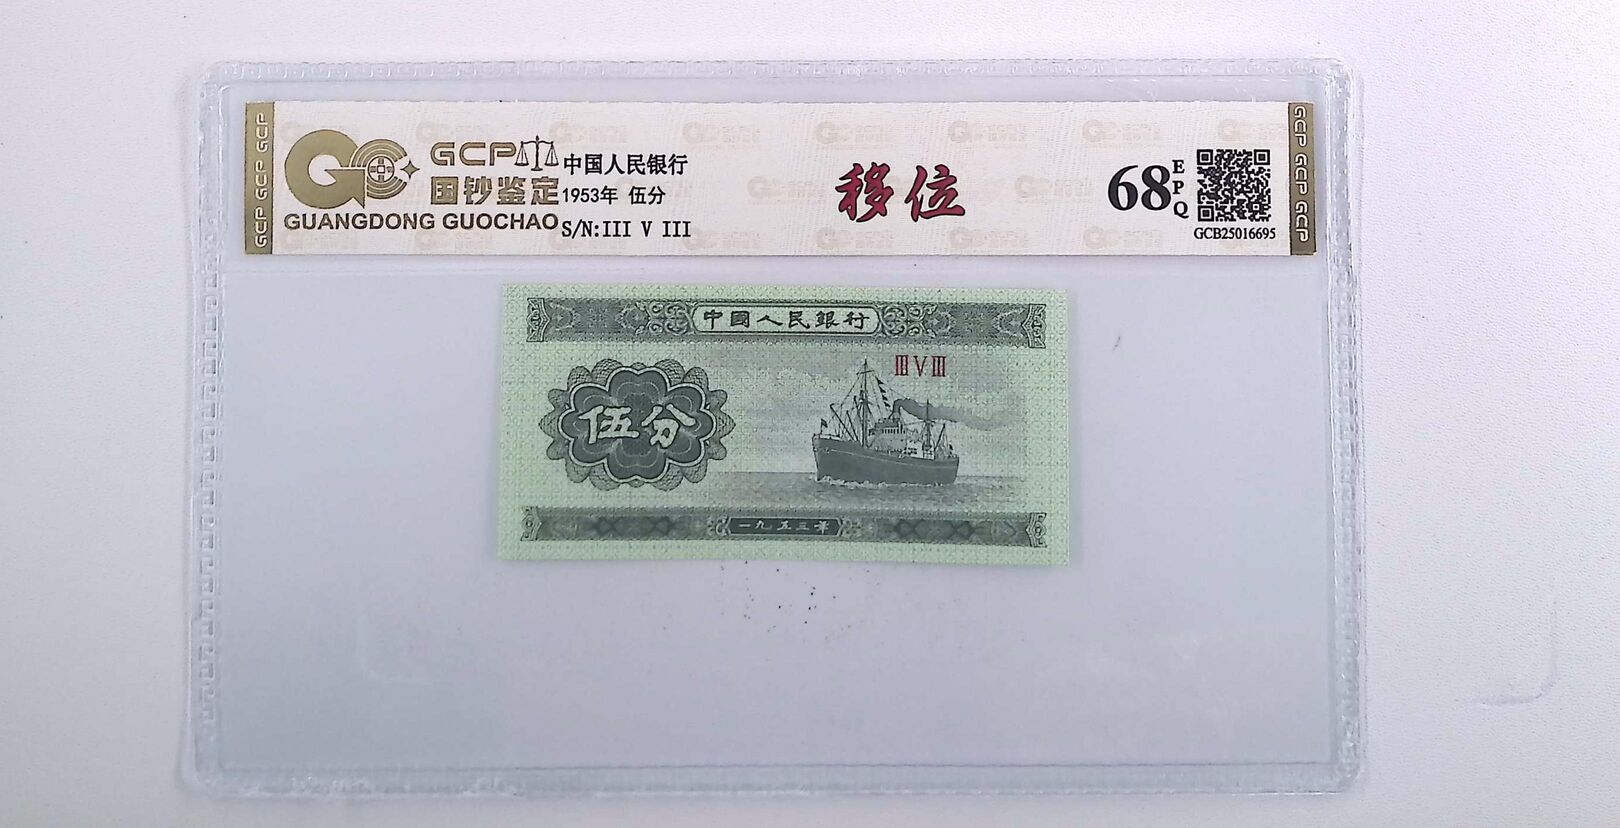 GCP GCP GCP
GCP
国钞鉴定
GUANGDONG GUOCHAO
中国人民银行
1953年 伍分
S/N:III V III
移位
68 EPQ
GCB25016695
GCP GCP GCP
中國人民銀行
III V III
伍分
一九五三年